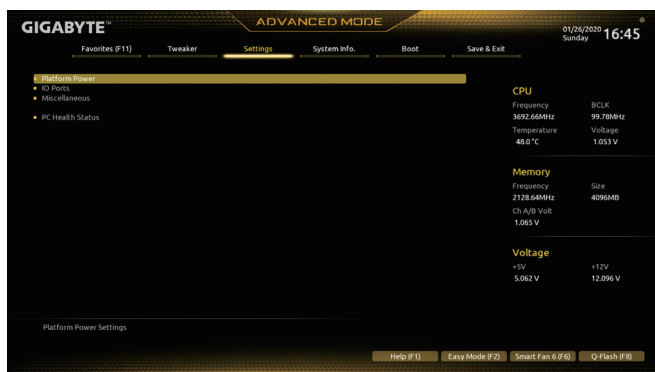 GIGABYTE™
ADVANCED MODE
01/26/2020
Sunday
16:45
Favorites (F11) Tweaker Settings System Info. Boot Save & Exit
Platform Power
IO Ports
Miscellaneous
PC Health Status
CPU
Frequency BCLK
3692.66MHz 99.78MHz
Temperature Voltage
48.0 °C 1.053 V
Memory
Frequency Size
2128.64MHz 4096MB
Ch A/B Volt
1.065 V
Voltage
+5V +12V
5.062 V 12.096 V
Platform Power Settings
Help (F1) Easy Mode (F2) Smart Fan 6 (F6) Q-Flash (F8)